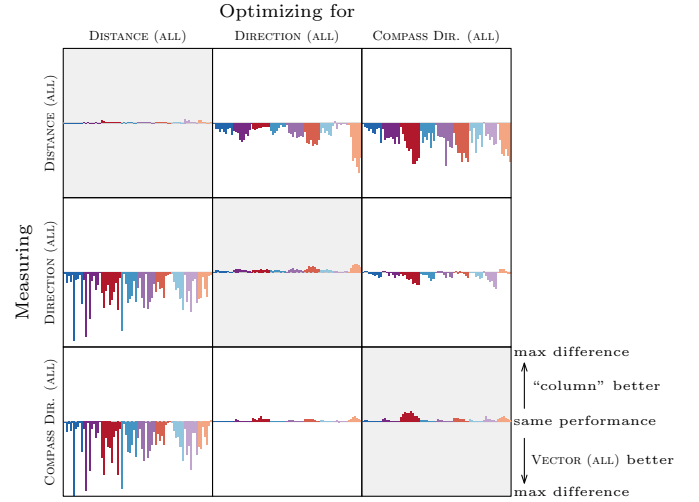 Optimizing for
DISTANCE (ALL) DIRECTION (ALL) COMPASS DIR. (ALL)
Measuring
DISTANCE (ALL)
DIRECTION (ALL)
COMPASS DIR. (ALL)
max difference
“column” better
same performance
VECTOR (ALL) better
max difference